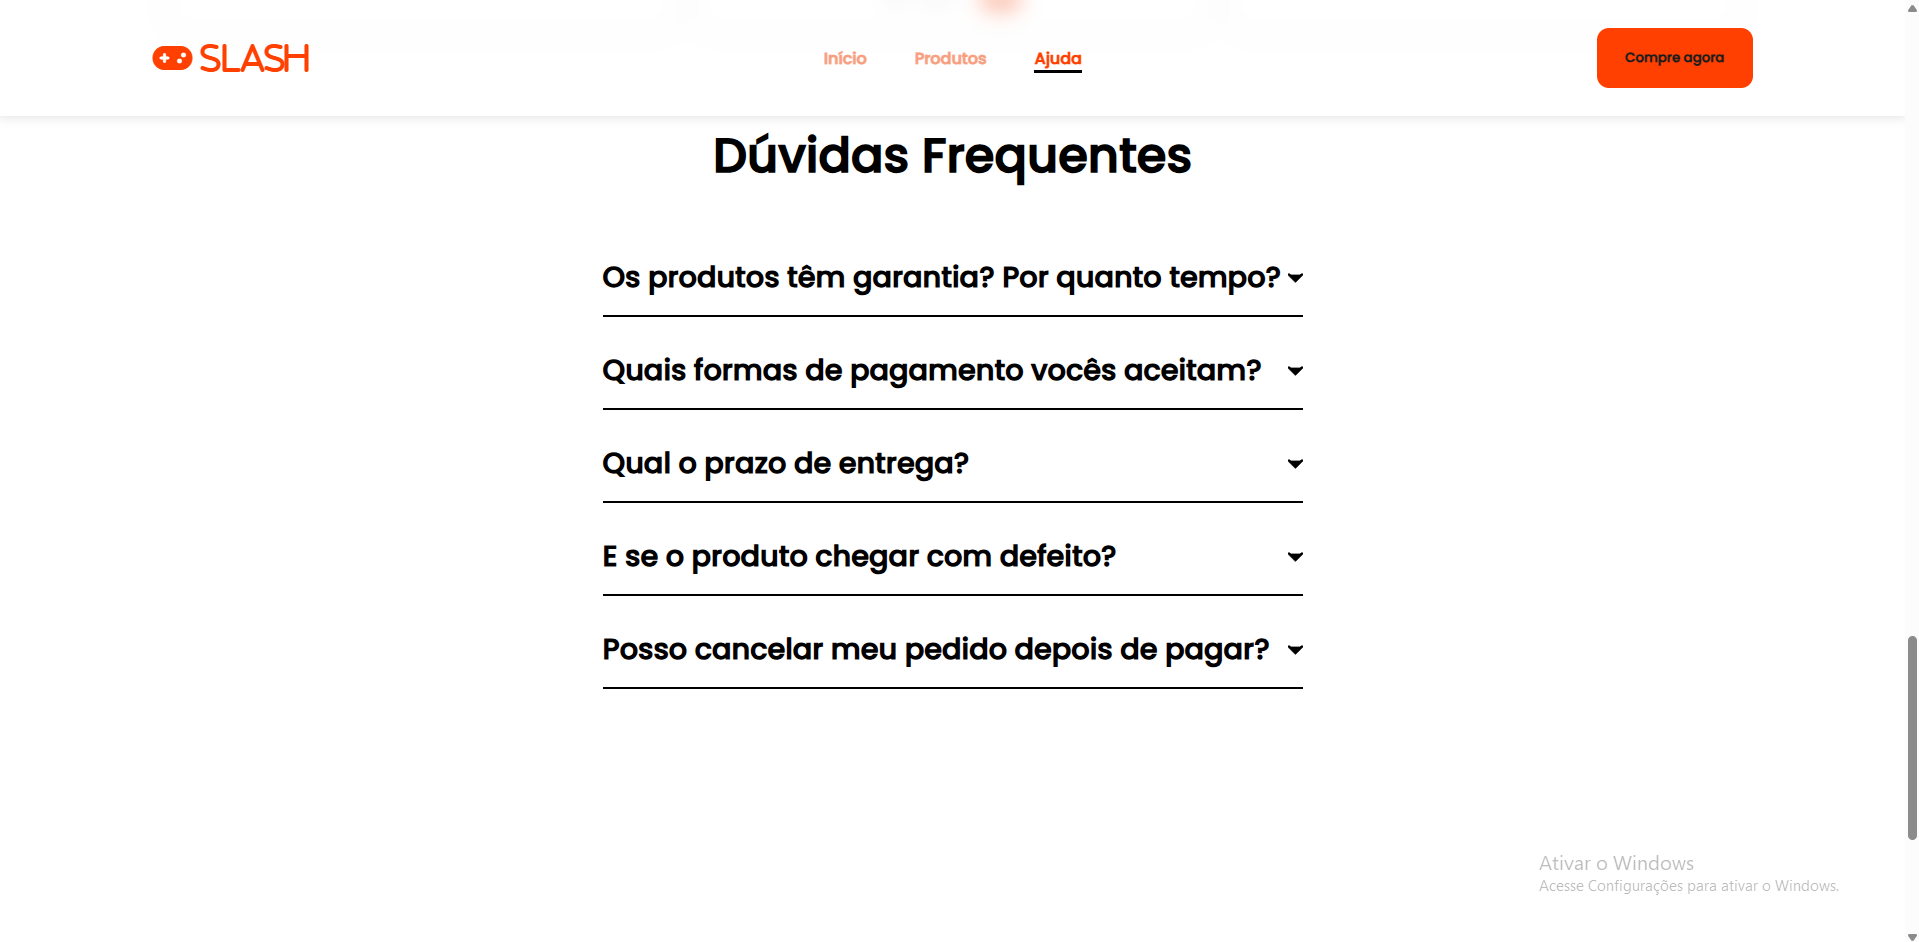 SLASH
Início
Produtos
Ajuda
Compre agora
Dúvidas Frequentes
Os produtos têm garantia? Por quanto tempo?
Quais formas de pagamento vocês aceitam?
Qual o prazo de entrega?
E se o produto chegar com defeito?
Posso cancelar meu pedido depois de pagar?
Ativar o Windows
Acesse Configurações para ativar o Windows.